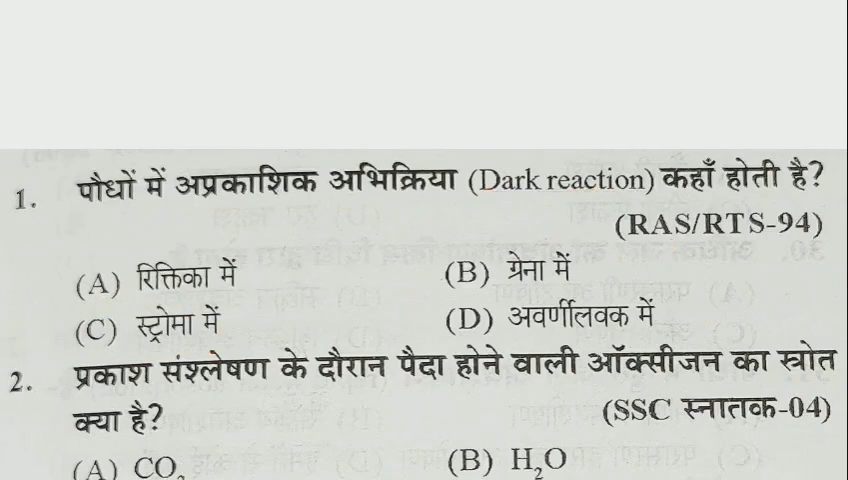 1. पौधों में अप्रकाशिक अभिक्रिया (Dark reaction) कहाँ होती है?
(RAS/RTS-94)
(A) रिक्तिका में (B) ग्रेना में
(C) स्ट्रोमा में (D) अवर्णीलवक में
2. प्रकाश संश्लेषण के दौरान पैदा होने वाली ऑक्सीजन का स्त्रोत
क्या है? (SSC स्नातक-04)
(A) CO₂ (B) H₂O